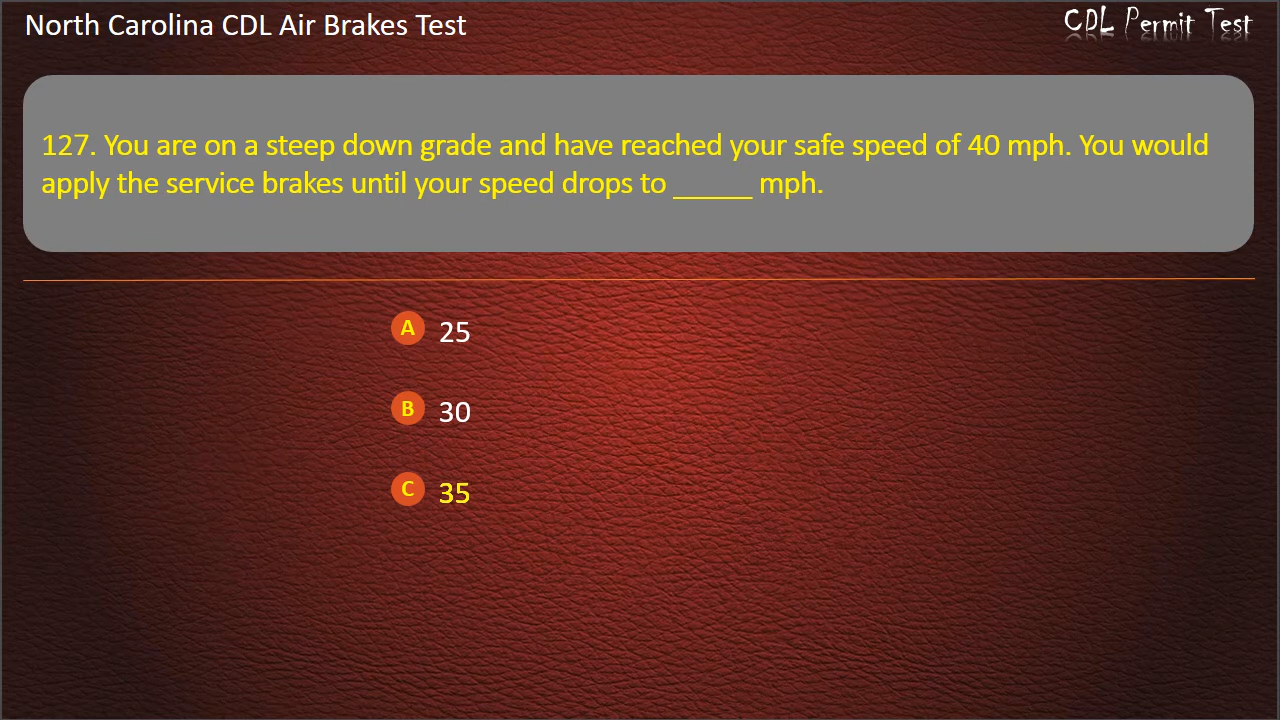 North Carolina CDL Air Brakes Test
CDL Permit Test
127. You are on a steep down grade and have reached your safe speed of 40 mph. You would
apply the service brakes until your speed drops to ______ mph.
A 25
B 30
C 35